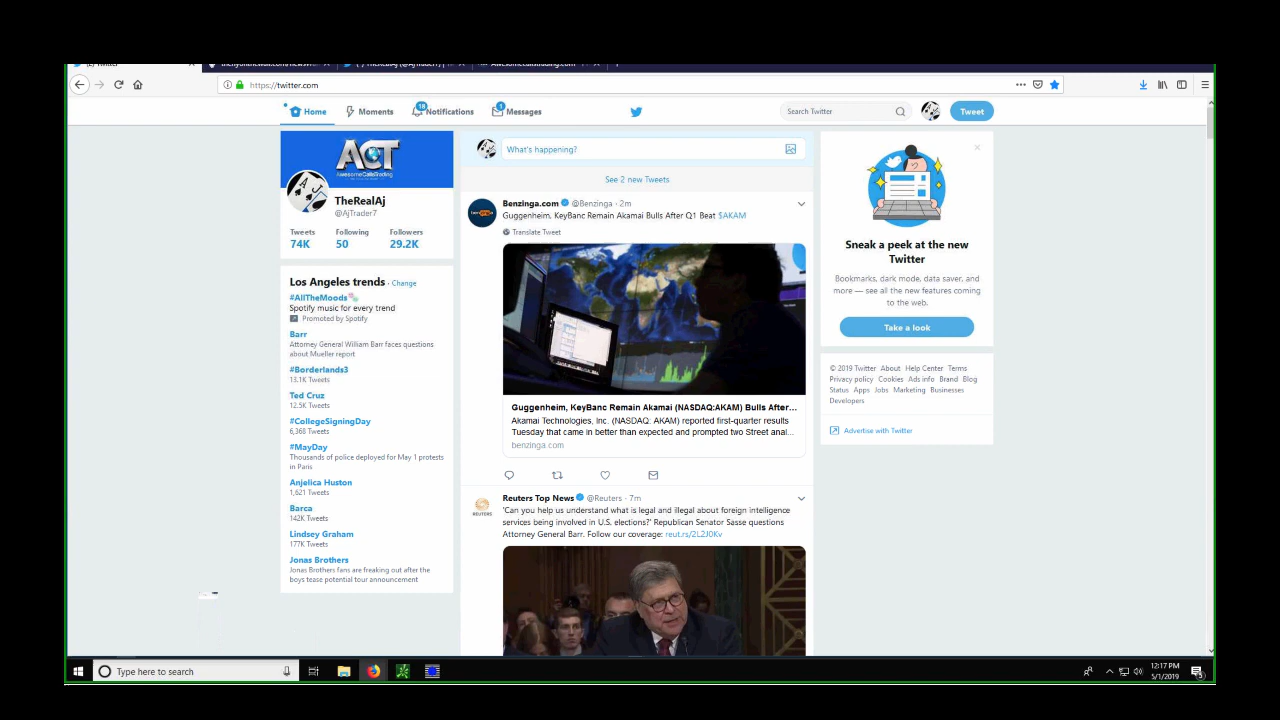 https://twitter.com
Home
Moments
18
Notifications
1
Messages
Search Twitter
Tweet
ACT
AwesomeCallsTrading
TheRealAj
@AjTrader7
Tweets Following Followers
74K 50 29.2K
Los Angeles trends · Change
#AllTheMoods
Spotify music for every trend
Promoted by Spotify
Barr
Attorney General William Barr faces questions
about Mueller report
#Borderlands3
13.1K Tweets
Ted Cruz
12.5K Tweets
#CollegeSigningDay
6,368 Tweets
#MayDay
Thousands of police deployed for May 1 protests
in Paris
Anjelica Huston
1,621 Tweets
Barca
142K Tweets
Lindsey Graham
177K Tweets
Jonas Brothers
Jonas Brothers fans are freaking out after the
boys tease potential tour announcement
What's happening?
See 2 new Tweets
Benzinga.com @Benzinga · 2m
Guggenheim, KeyBanc Remain Akamai Bulls After Q1 Beat $AKAM
Translate Tweet
Guggenheim, KeyBanc Remain Akamai (NASDAQ:AKAM) Bulls After...
Akamai Technologies, Inc. (NASDAQ: AKAM) reported first-quarter results
Tuesday that came in better than expected and prompted two Street anal...
benzinga.com
REUTERS
Reuters Top News @Reuters · 7m
'Can you help us understand what is legal and illegal about foreign intelligence
services being involved in U.S. elections?' Republican Senator Sasse questions
Attorney General Barr. Follow our coverage: reut.rs/2L2J0Kv
Sneak a peek at the new
Twitter
Bookmarks, dark mode, data saver, and
more — see all the new features coming
to the web.
Take a look
© 2019 Twitter About Help Center Terms
Privacy policy Cookies Ads info Brand Blog
Status Apps Jobs Marketing Businesses
Developers
Advertise with Twitter
Type here to search
12:17 PM
5/1/2019